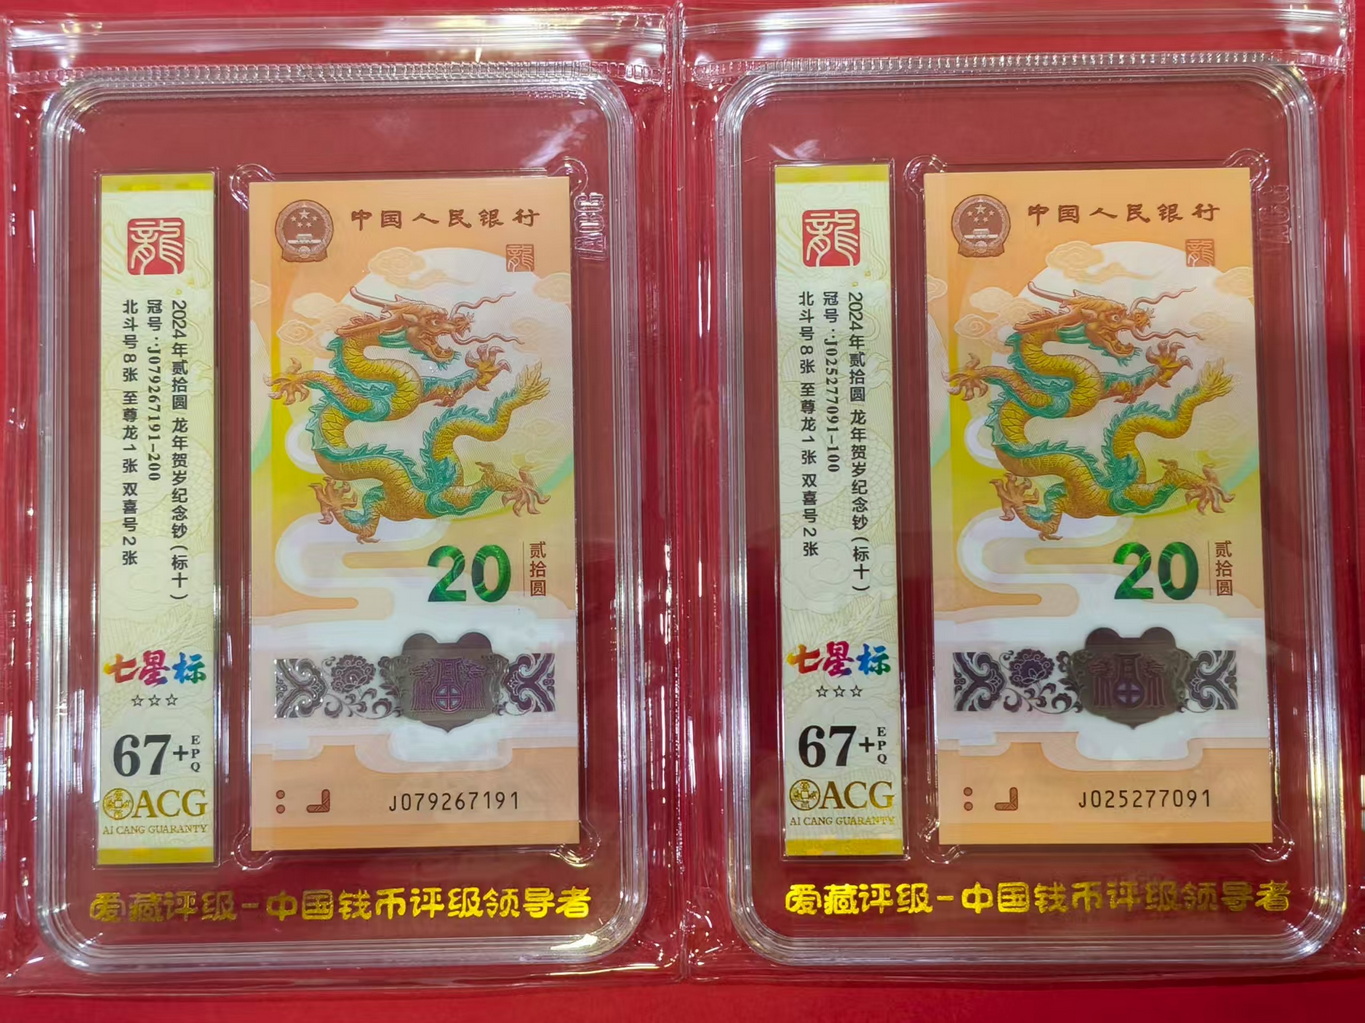 龍
2024年贰拾圆 龙年贺岁纪念钞（标十）
冠号：J079267191-200
北斗号8张 至尊龙1张 双喜号2张
七星标
☆☆☆
67+EPQ
ACG
AI CANG GUARANTY
中国人民银行
龍
20
贰拾圆
J079267191
ACG
爱藏评级-中国钱币评级领导者
龍
2024年贰拾圆 龙年贺岁纪念钞（标十）
冠号：J025277091-100
北斗号8张 至尊龙1张 双喜号2张
七星标
☆☆☆
67+EPQ
ACG
AI CANG GUARANTY
中国人民银行
龍
20
贰拾圆
J025277091
ACG
爱藏评级-中国钱币评级领导者